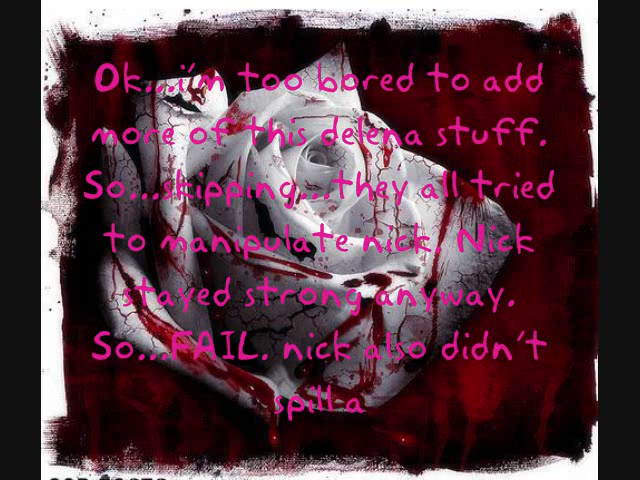 Ok...i'm too bored to add
more of this delena stuff.
So...skipping...they all tried
to manipulate nick. Nick
stayed strong anyway.
So...FAIL. nick also didn't
spill a